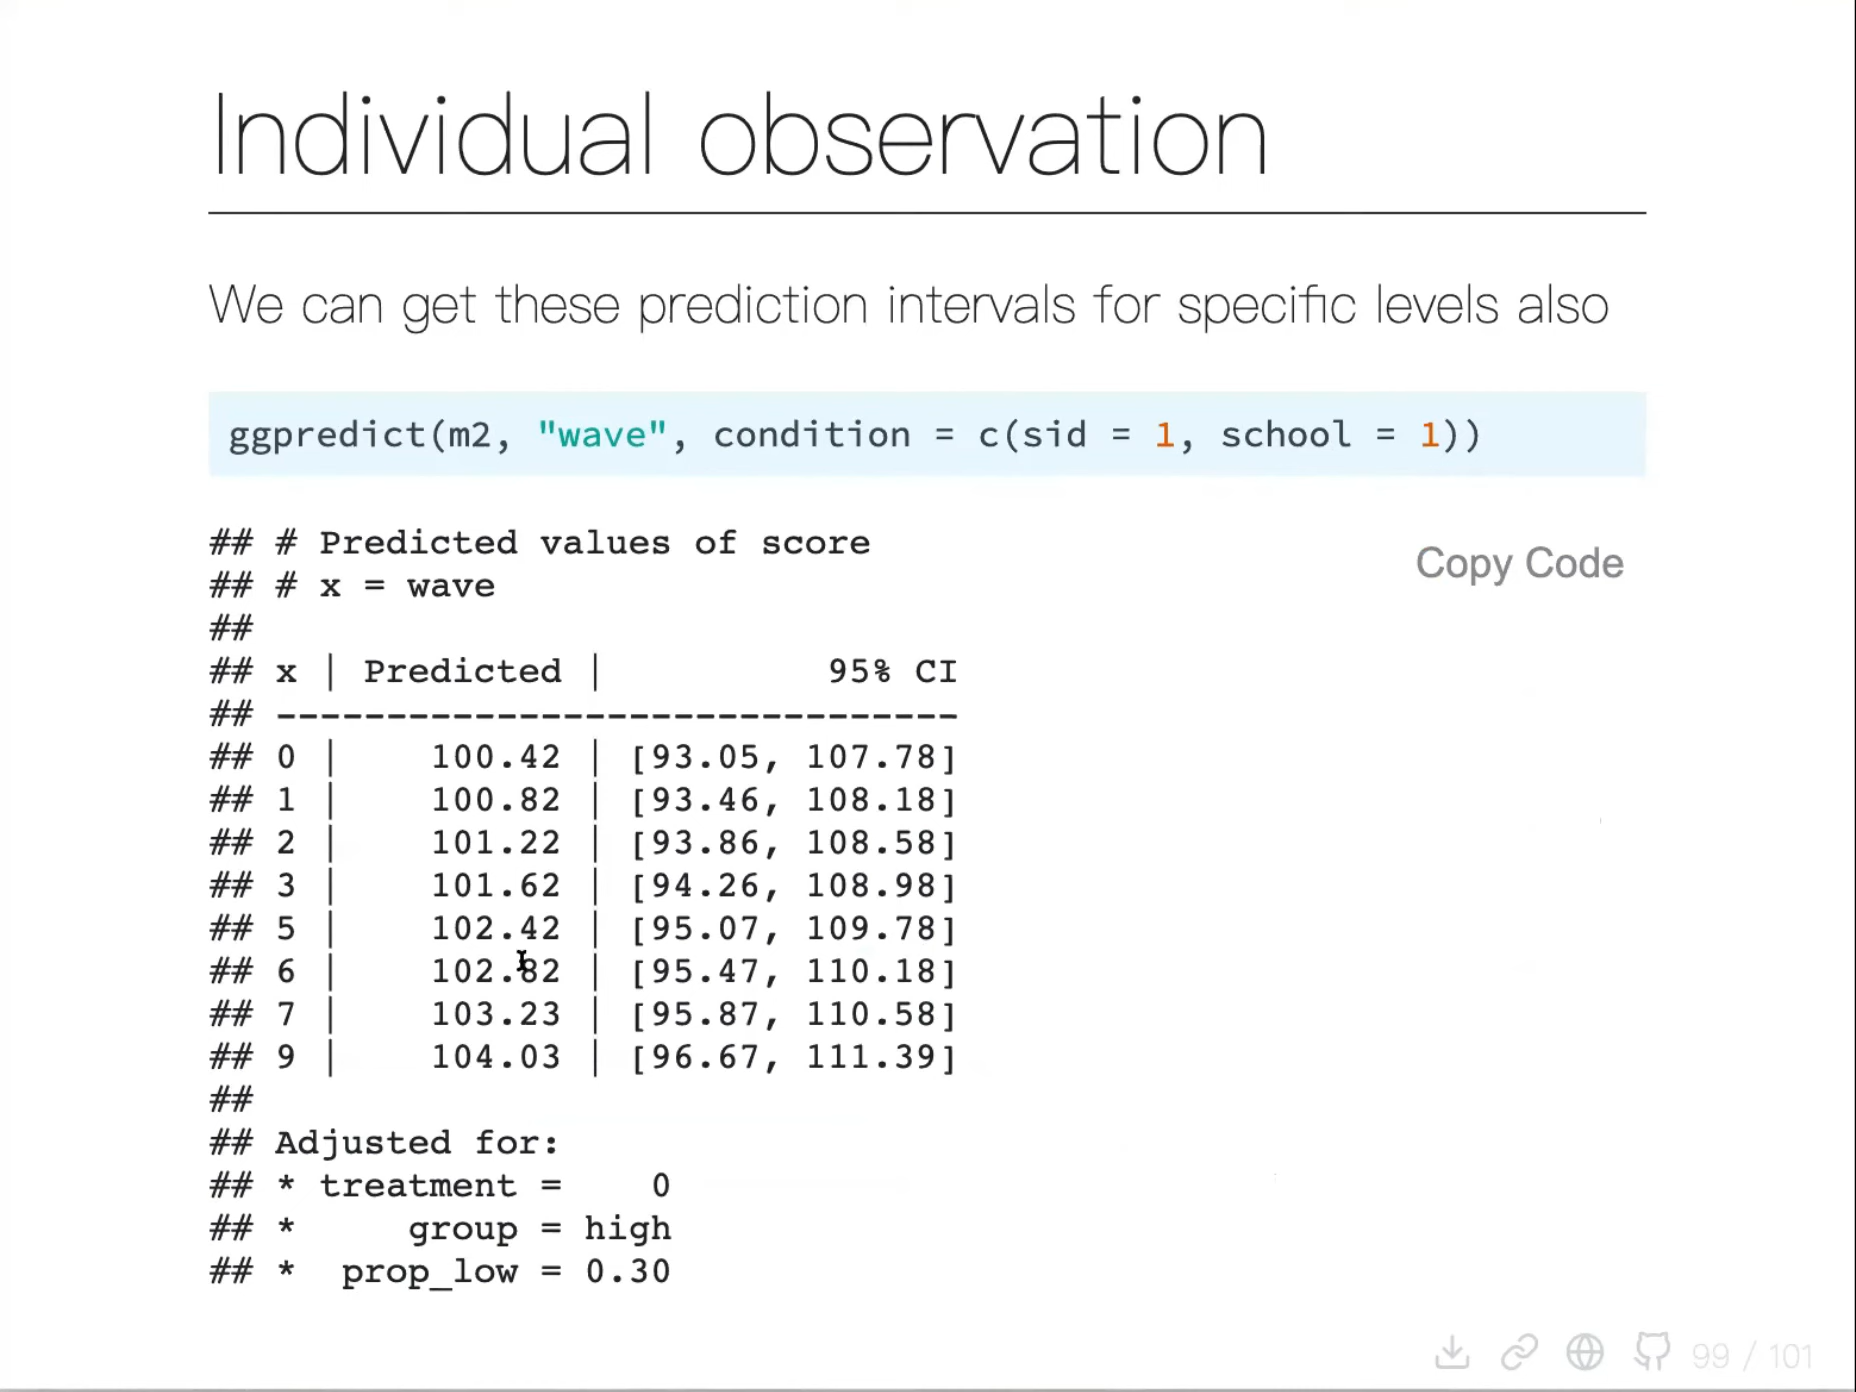 Individual observation
We can get these prediction intervals for specific levels also
ggpredict(m2, "wave", condition = c(sid = 1, school = 1))
## # Predicted values of score
Copy Code
## # x = wave
##
## x | Predicted |           95% CI
## -------------------------------
## 0 |    100.42 | [93.05, 107.78]
## 1 |    100.82 | [93.46, 108.18]
## 2 |    101.22 | [93.86, 108.58]
## 3 |    101.62 | [94.26, 108.98]
## 5 |    102.42 | [95.07, 109.78]
## 6 |    102.82 | [95.47, 110.18]
## 7 |    103.23 | [95.87, 110.58]
## 9 |    104.03 | [96.67, 111.39]
##
## Adjusted for:
## * treatment =    0
## *     group = high
## *  prop_low = 0.30
99 / 101